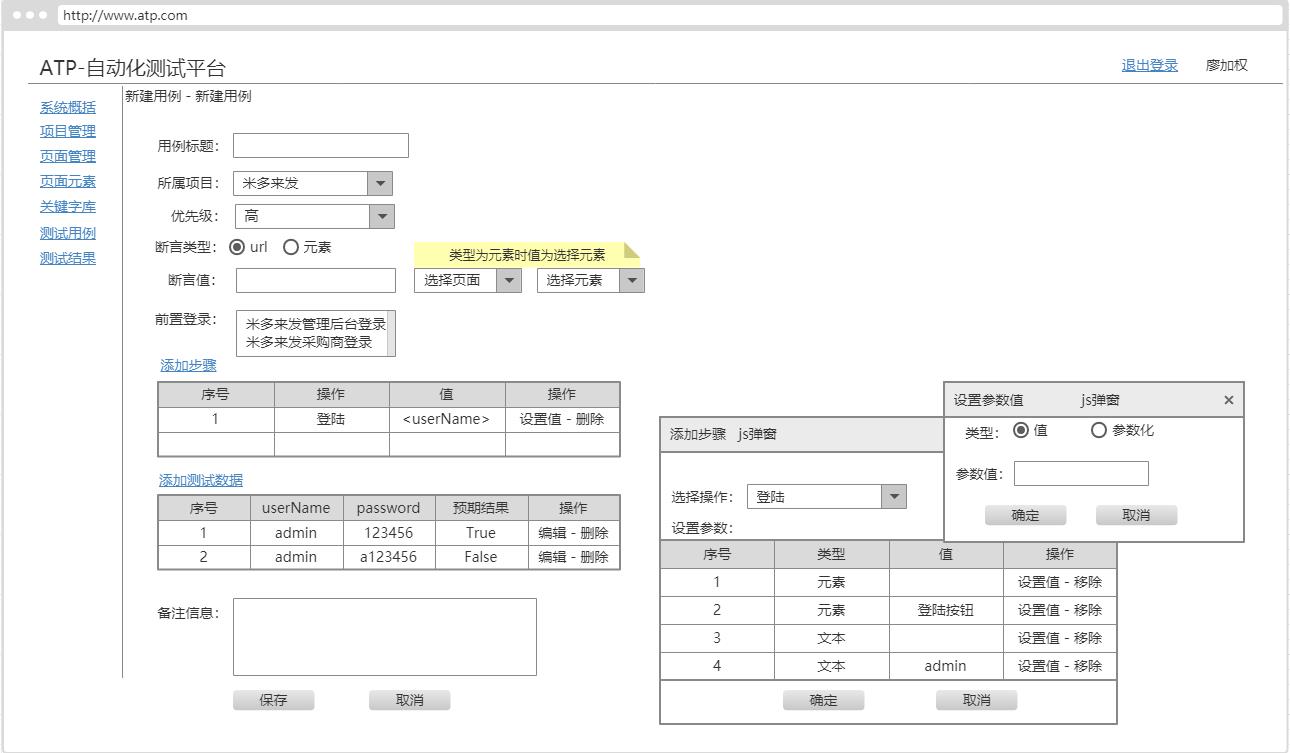 http://www.atp.com
ATP-自动化测试平台
退出登录 廖加权
系统概括
项目管理
页面管理
页面元素
关键字库
测试用例
测试结果
新建用例 - 新建用例
用例标题：
所属项目： 米多来发
优先级： 高
断言类型： url 元素
类型为元素时值为选择元素
断言值： 选择页面 选择元素
前置登录： 米多来发管理后台登录
米多来发采购商登录
添加步骤
序号 操作 值 操作
1 登陆 <userName> 设置值 - 删除
添加测试数据
序号 userName password 预期结果 操作
1 admin 123456 True 编辑 - 删除
2 admin a123456 False 编辑 - 删除
备注信息：
保存 取消
添加步骤 js弹窗
选择操作： 登陆
设置参数：
序号 类型 值 操作
1 元素 设置值 - 移除
2 元素 登陆按钮 设置值 - 移除
3 文本 设置值 - 移除
4 文本 admin 设置值 - 移除
确定 取消
设置参数值 js弹窗 ×
类型： 值 参数化
参数值：
确定 取消